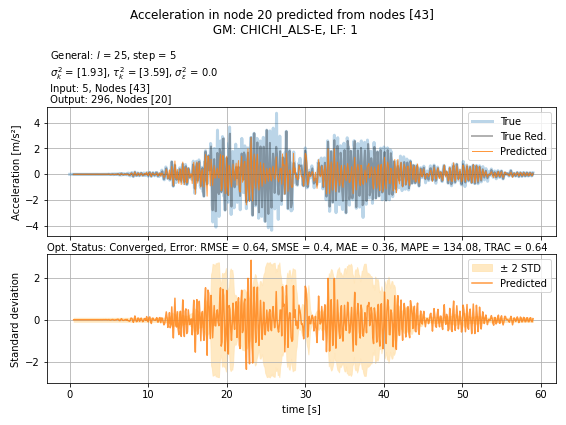 Acceleration in node 20 predicted from nodes [43]
GM: CHICHI_ALS-E, LF: 1
General: l = 25, step = 5
σ²ₖ = [1.93], τ²ₖ = [3.59], σ²ε = 0.0
Input: 5, Nodes [43]
Output: 296, Nodes [20]
Acceleration [m/s²]
4
2
0
−2
−4
True
True Red.
Predicted
Opt. Status: Converged, Error: RMSE = 0.64, SMSE = 0.4, MAE = 0.36, MAPE = 134.08, TRAC = 0.64
Standard deviation
2
0
−2
± 2 STD
Predicted
0 10 20 30 40 50 60
time [s]